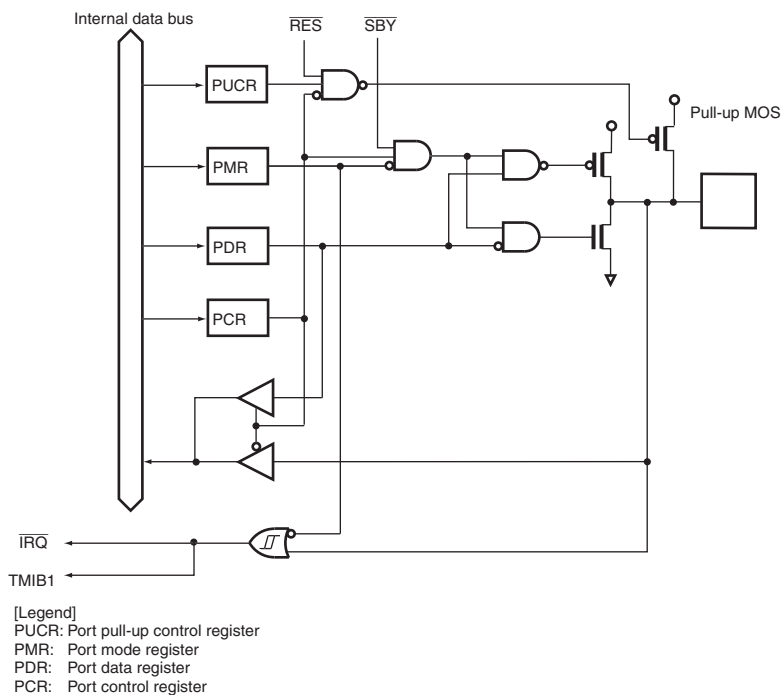 Internal data bus
RES
SBY
PUCR
Pull-up MOS
PMR
PDR
PCR
IRQ
TMIB1
[Legend]
PUCR: Port pull-up control register
PMR: Port mode register
PDR: Port data register
PCR: Port control register